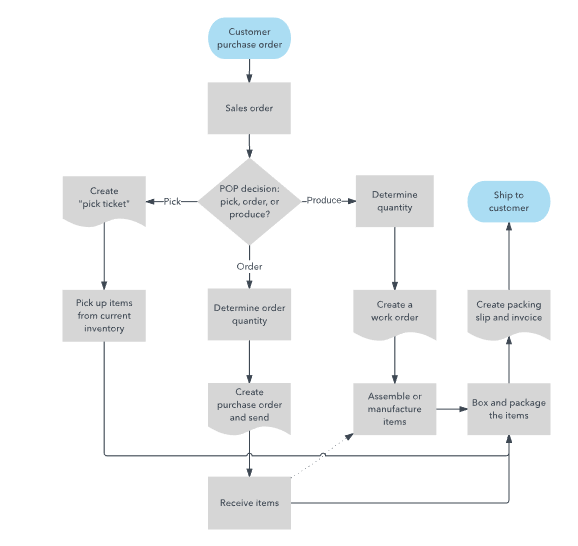 Customer
purchase order
Sales order
POP decision:
pick, order, or
produce?
Pick
Produce
Order
Create
"pick ticket"
Pick up items
from current
inventory
Determine order
quantity
Create
purchase order
and send
Receive items
Determine
quantity
Create a
work order
Assemble or
manufacture
items
Box and package
the items
Create packing
slip and invoice
Ship to
customer